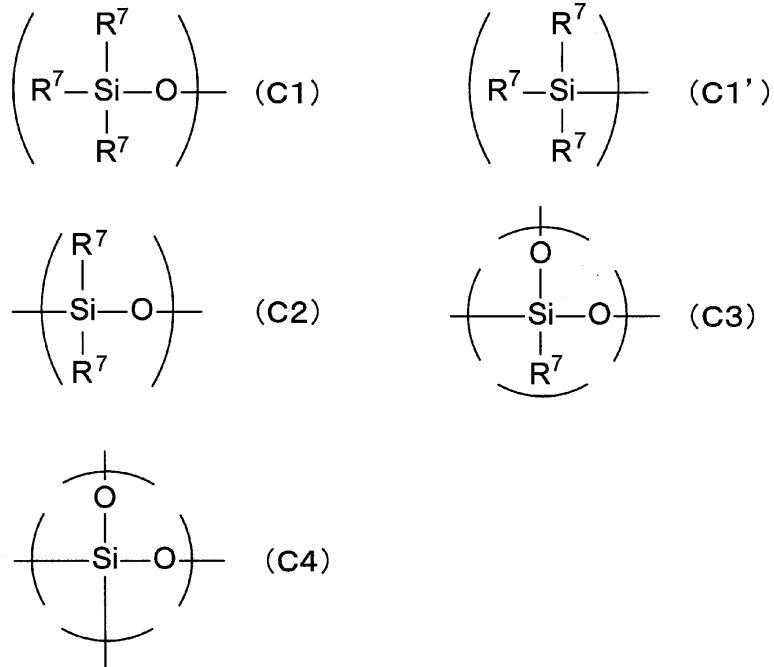 R⁷ R⁷
R⁷—Si—O— (C1) R⁷—Si— (C1')
R⁷ R⁷
R⁷ O
—Si—O— (C2) —Si—O— (C3)
R⁷ R⁷
O
—Si—O— (C4)